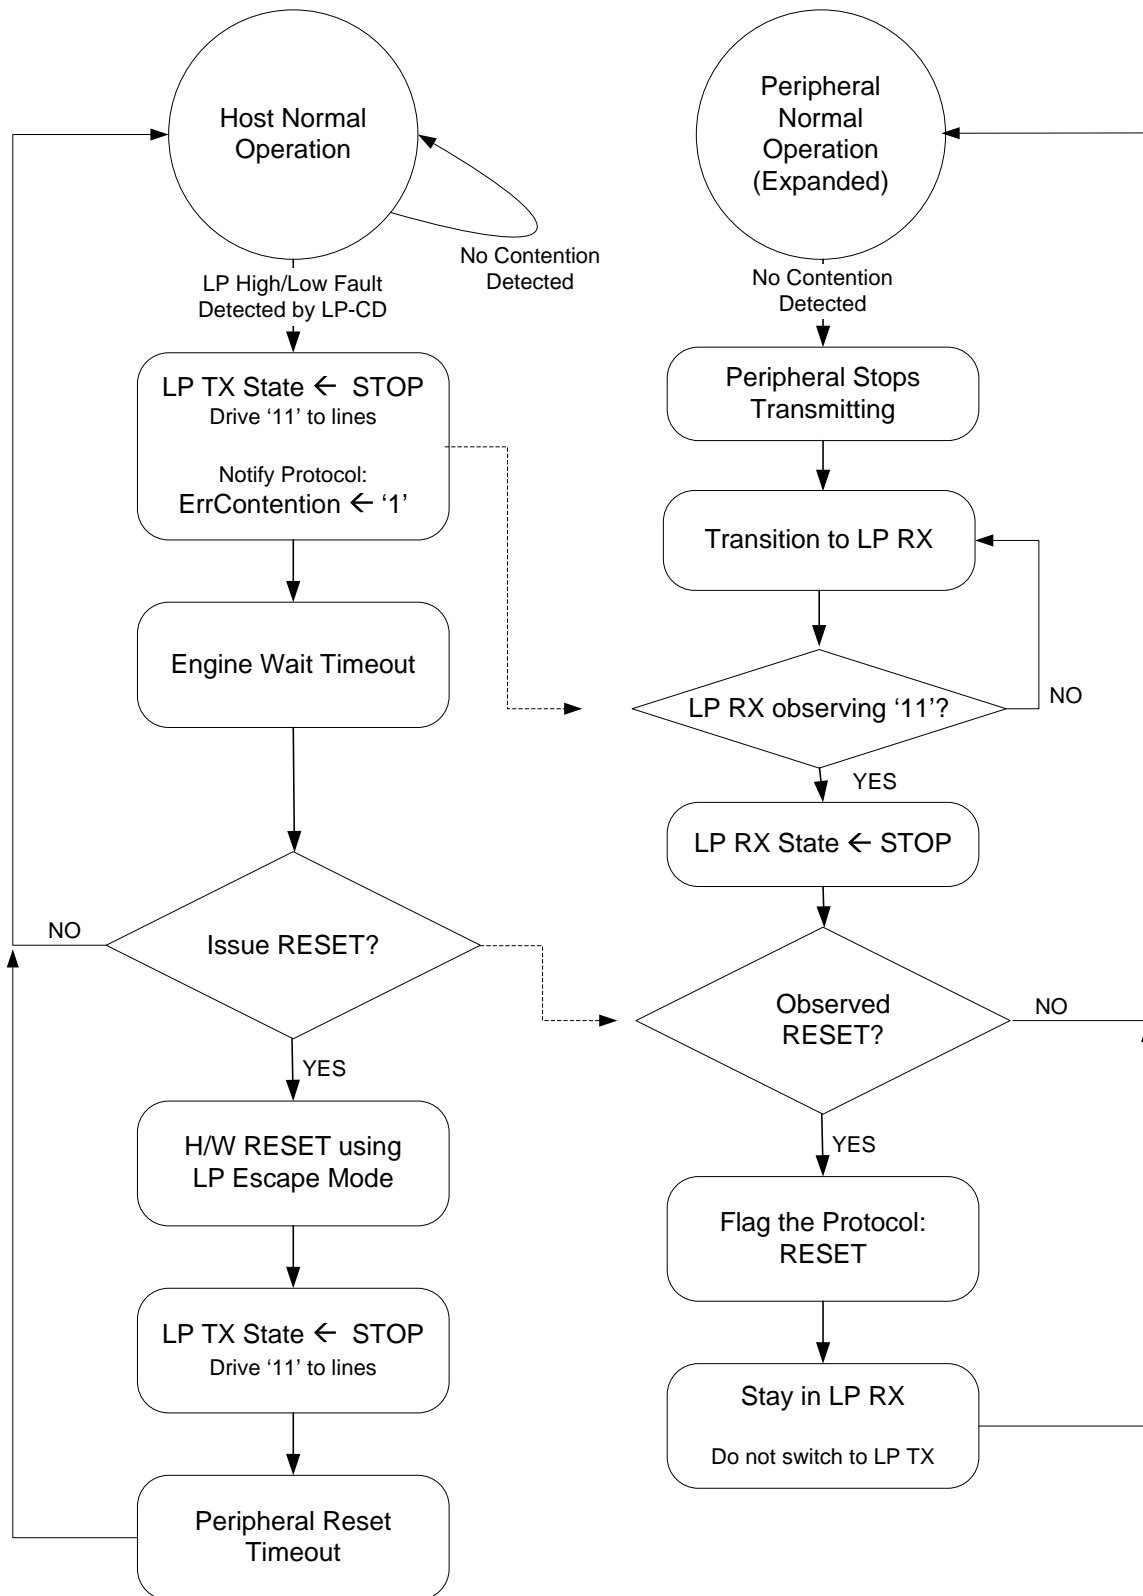 Host Normal
Operation
No Contention
Detected
LP High/Low Fault
Detected by LP-CD
LP TX State ← STOP
Drive ‘11’ to lines
Notify Protocol:
ErrContention ← ‘1’
Engine Wait Timeout
Issue RESET?
NO
YES
H/W RESET using
LP Escape Mode
LP TX State ← STOP
Drive ‘11’ to lines
Peripheral Reset
Timeout
Peripheral
Normal
Operation
(Expanded)
No Contention
Detected
Peripheral Stops
Transmitting
Transition to LP RX
LP RX observing ‘11’?
NO
YES
LP RX State ← STOP
Observed
RESET?
NO
YES
Flag the Protocol:
RESET
Stay in LP RX
Do not switch to LP TX